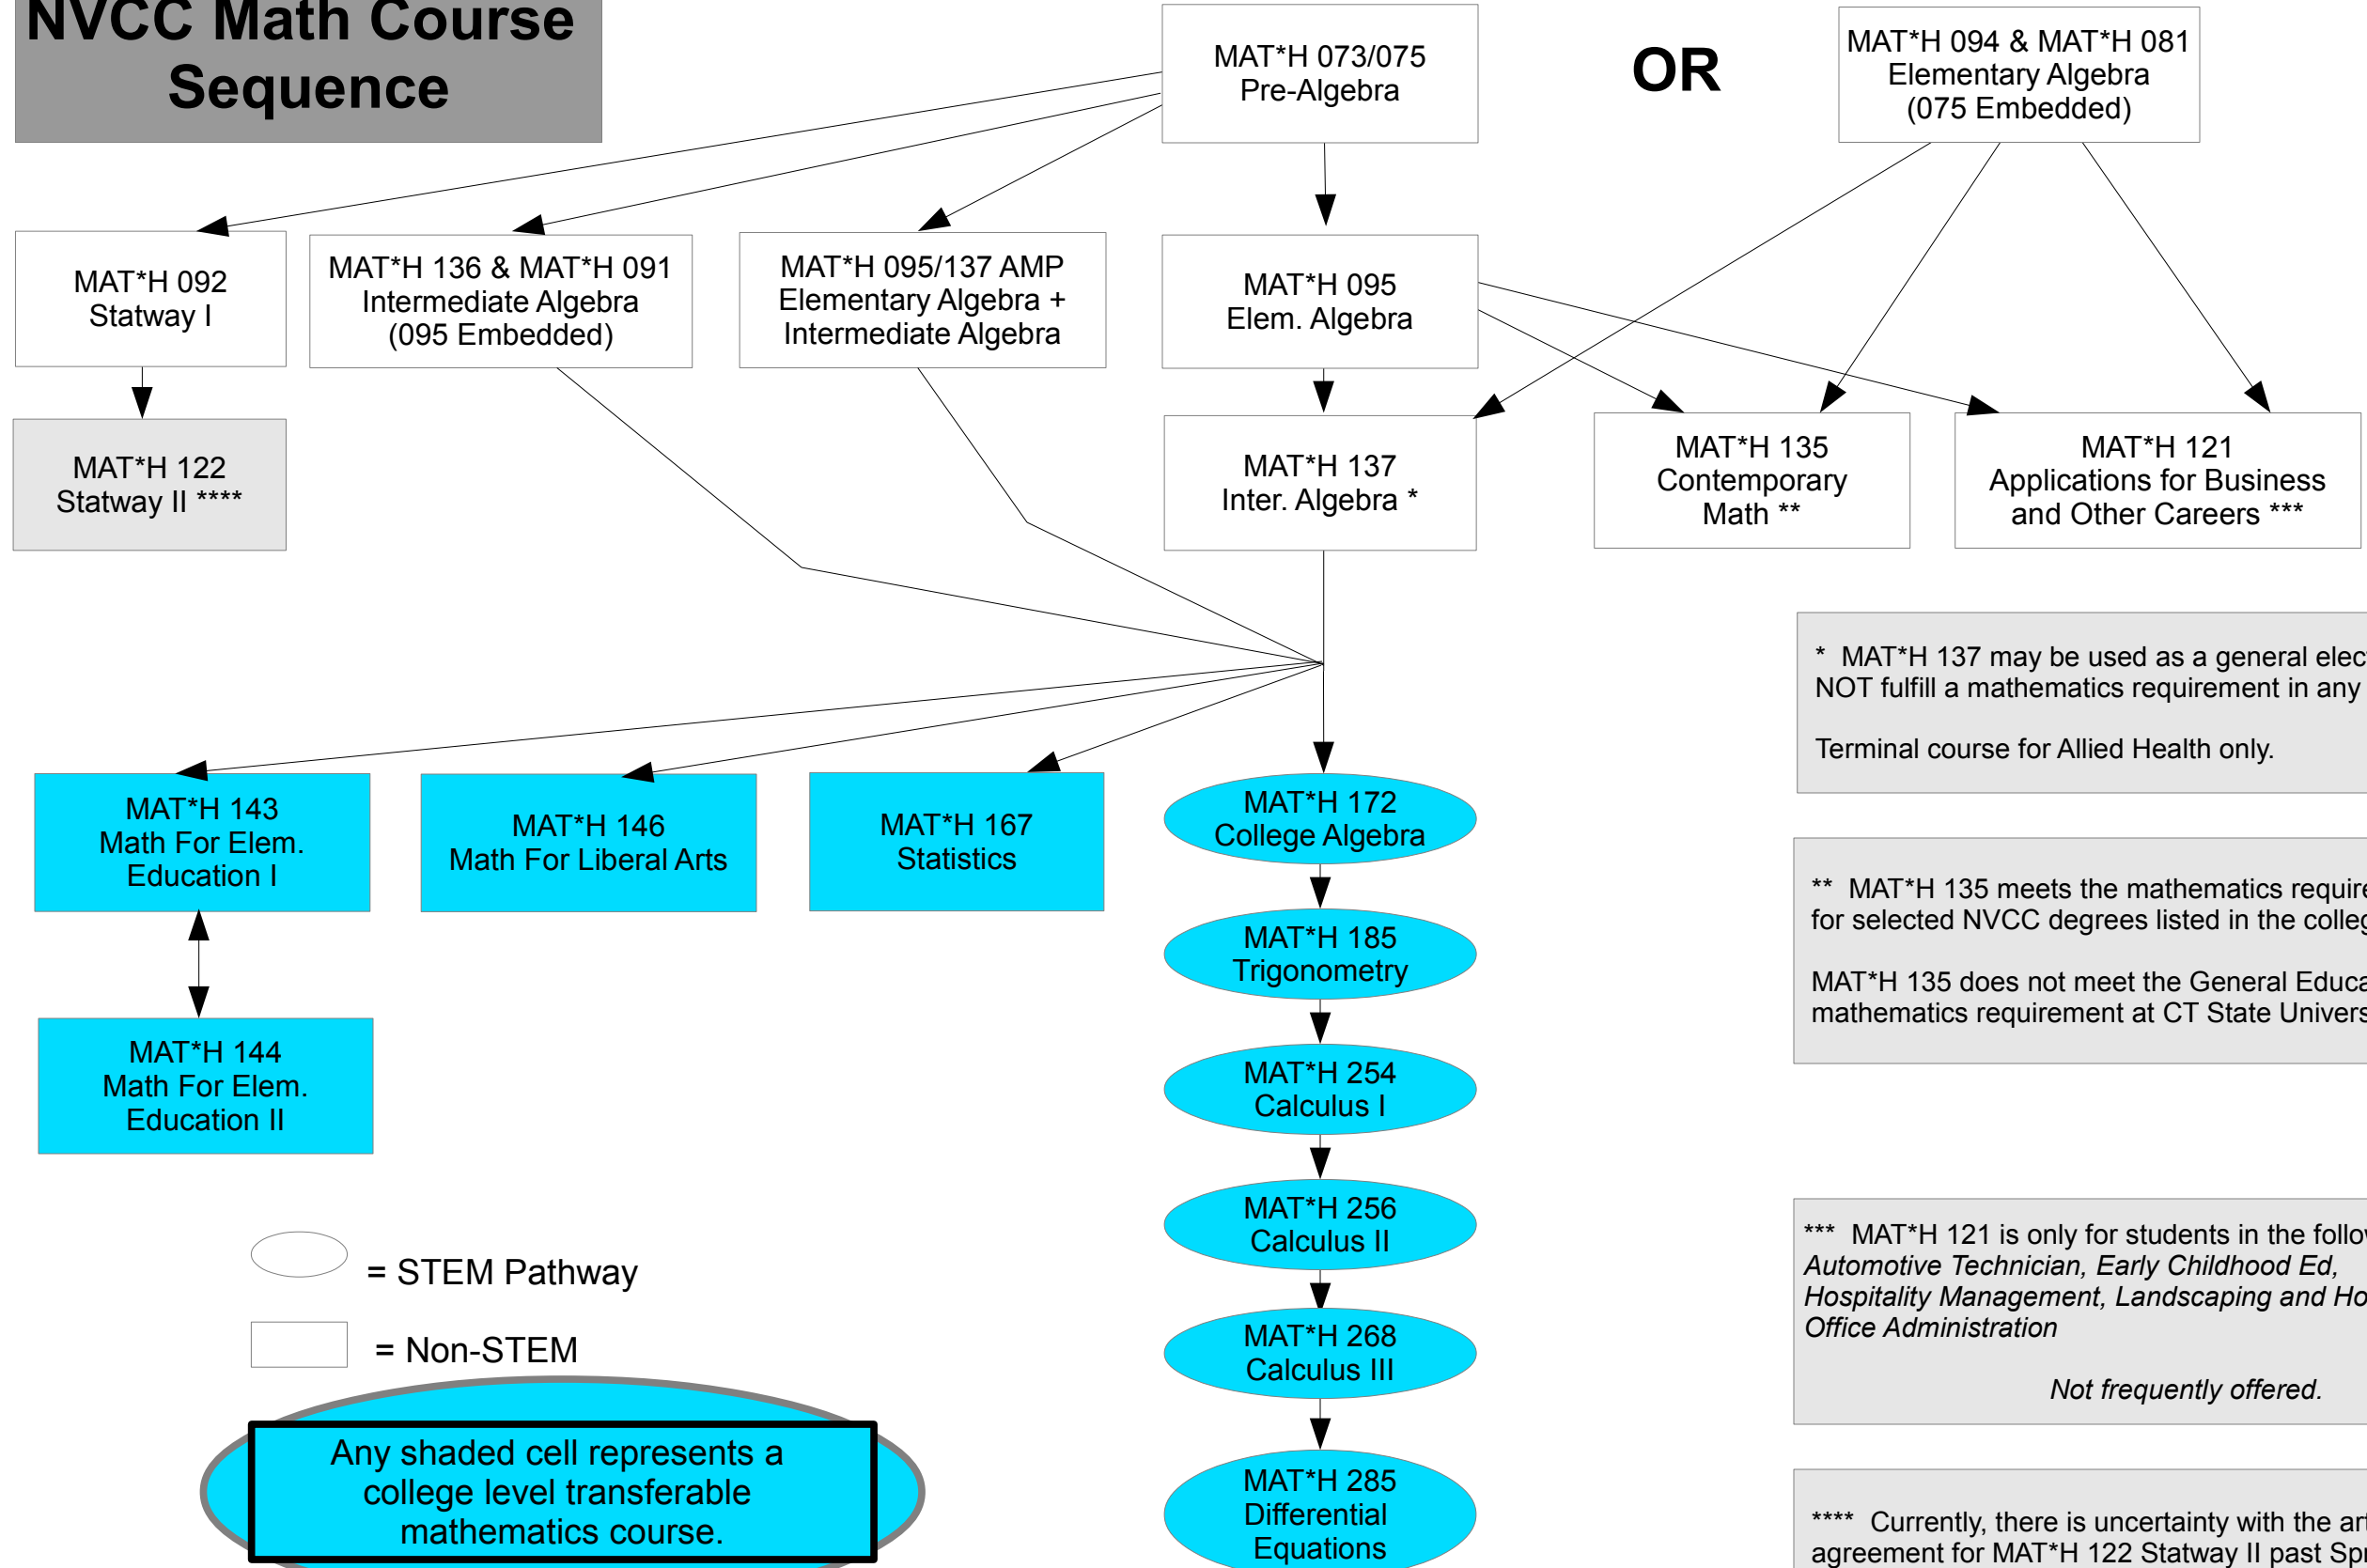 NVCC Math Course
Sequence
MAT*H 073/075
Pre-Algebra
OR
MAT*H 094 & MAT*H 081
Elementary Algebra
(075 Embedded)
MAT*H 092
Statway I
MAT*H 136 & MAT*H 091
Intermediate Algebra
(095 Embedded)
MAT*H 095/137 AMP
Elementary Algebra +
Intermediate Algebra
MAT*H 095
Elem. Algebra
MAT*H 122
Statway II ****
MAT*H 137
Inter. Algebra *
MAT*H 135
Contemporary
Math **
MAT*H 121
Applications for Business
and Other Careers ***
* MAT*H 137 may be used as a general
NOT fulfill a mathematics requirement in any
Terminal course for Allied Health only.
MAT*H 143
Math For Elem.
Education I
MAT*H 146
Math For Liberal Arts
MAT*H 167
Statistics
MAT*H 172
College Algebra
** MAT*H 135 meets the mathematics
for selected NVCC degrees listed in the
MAT*H 135 does not meet the General
mathematics requirement at CT State
MAT*H 185
Trigonometry
MAT*H 144
Math For Elem.
Education II
MAT*H 254
Calculus I
MAT*H 256
Calculus II
*** MAT*H 121 is only for students in the
Automotive Technician, Early Childhood Ed,
Hospitality Management, Landscaping and
Office Administration
Not frequently offered.
= STEM Pathway
= Non-STEM
MAT*H 268
Calculus III
Any shaded cell represents a
college level transferable
mathematics course.
MAT*H 285
Differential
Equations
**** Currently, there is uncertainty with the
agreement for MAT*H 122 Statway II past